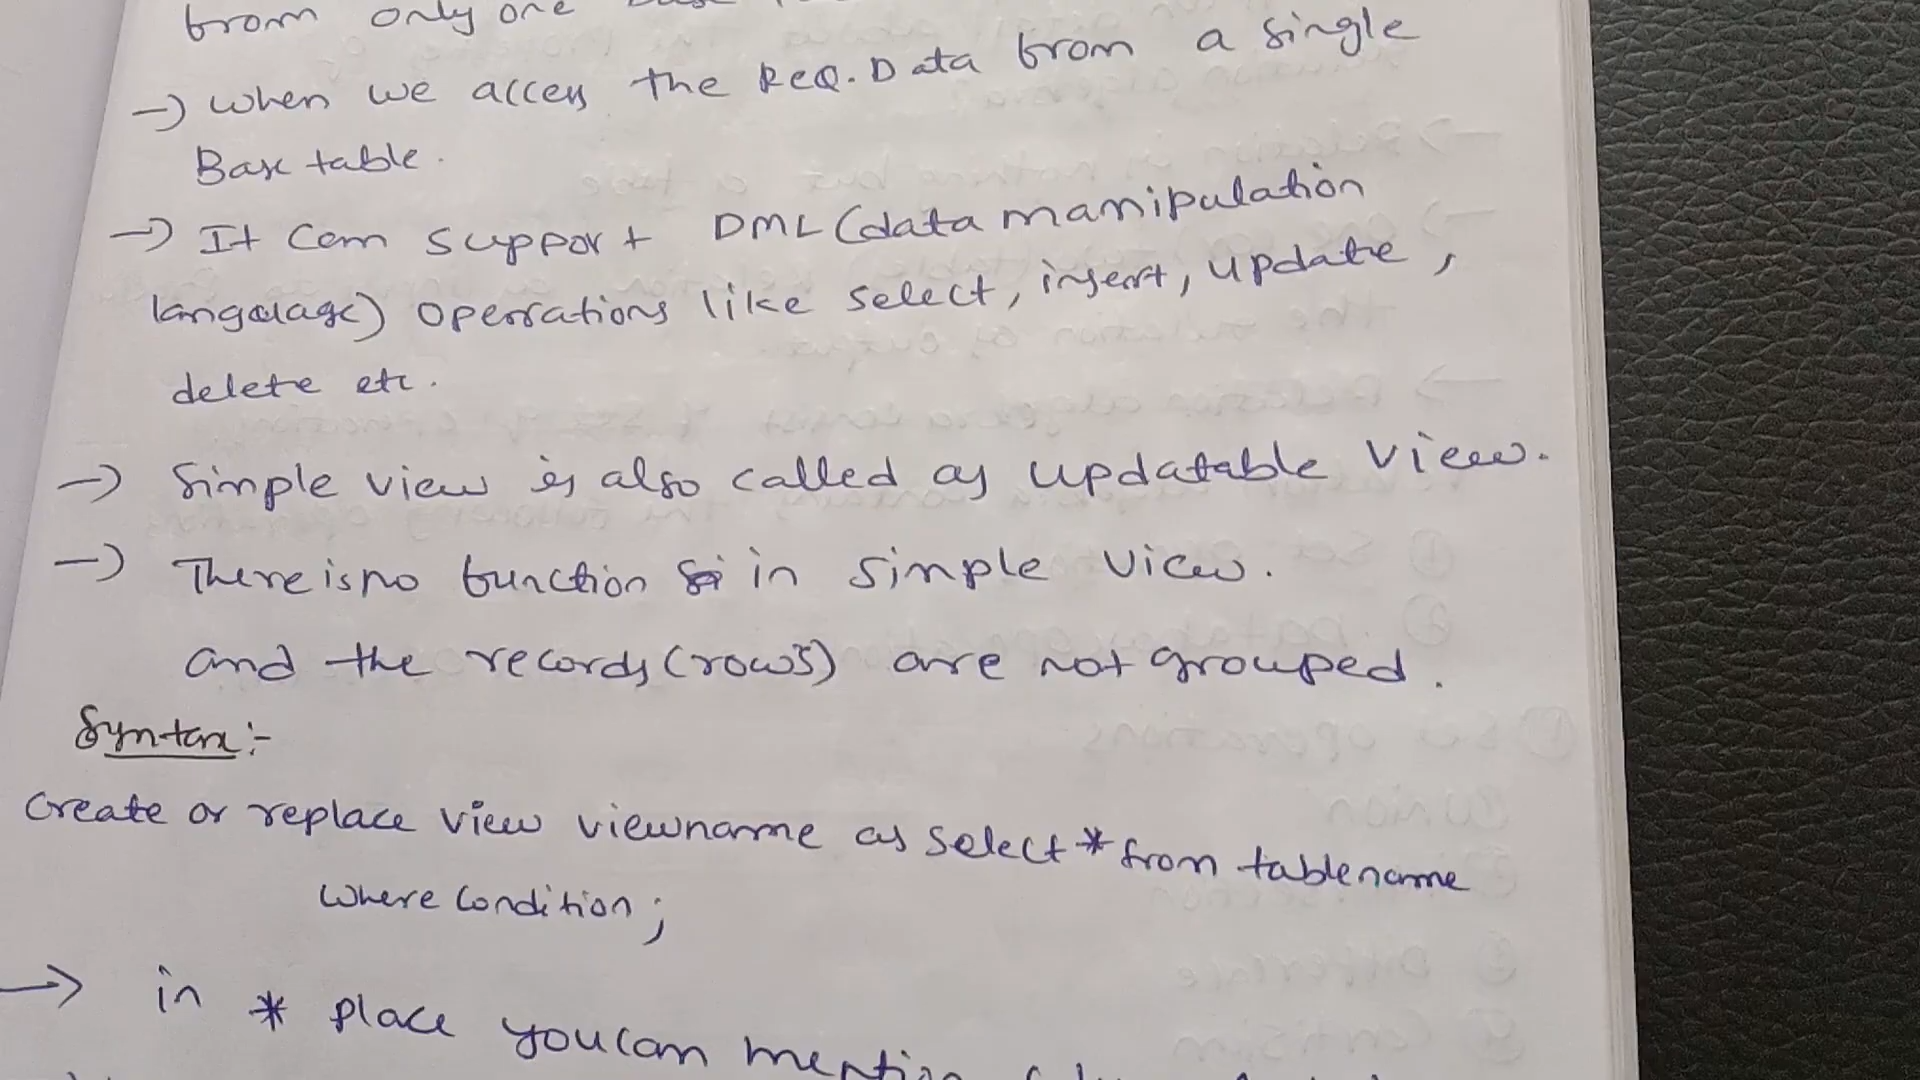 from only one
-> when we access the Req. Data from a single
Base table.
-> It can support DML (data manipulation
language) operations like select, insert, update,
delete etc.
-> Simple view is also called as updatable view.
-> There is no function in simple view.
and the records (rows) are not grouped.
Syntax:-
Create or replace view viewname as select * from tablename
where condition;
-> in * place you can mention